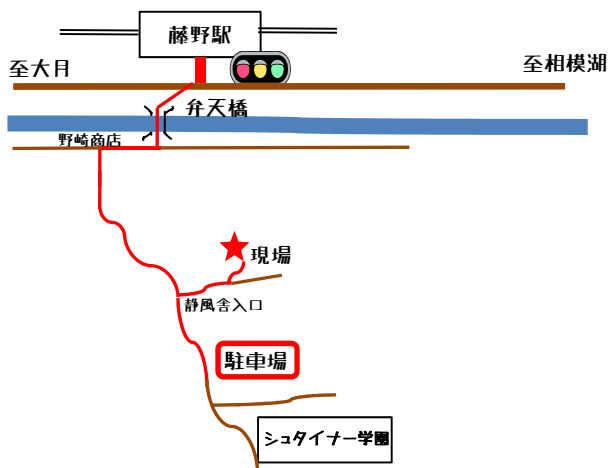 藤野駅
至大月
至相模湖
弁天橋
野崎商店
現場
静風舎入口
駐車場
シュタイナー学園